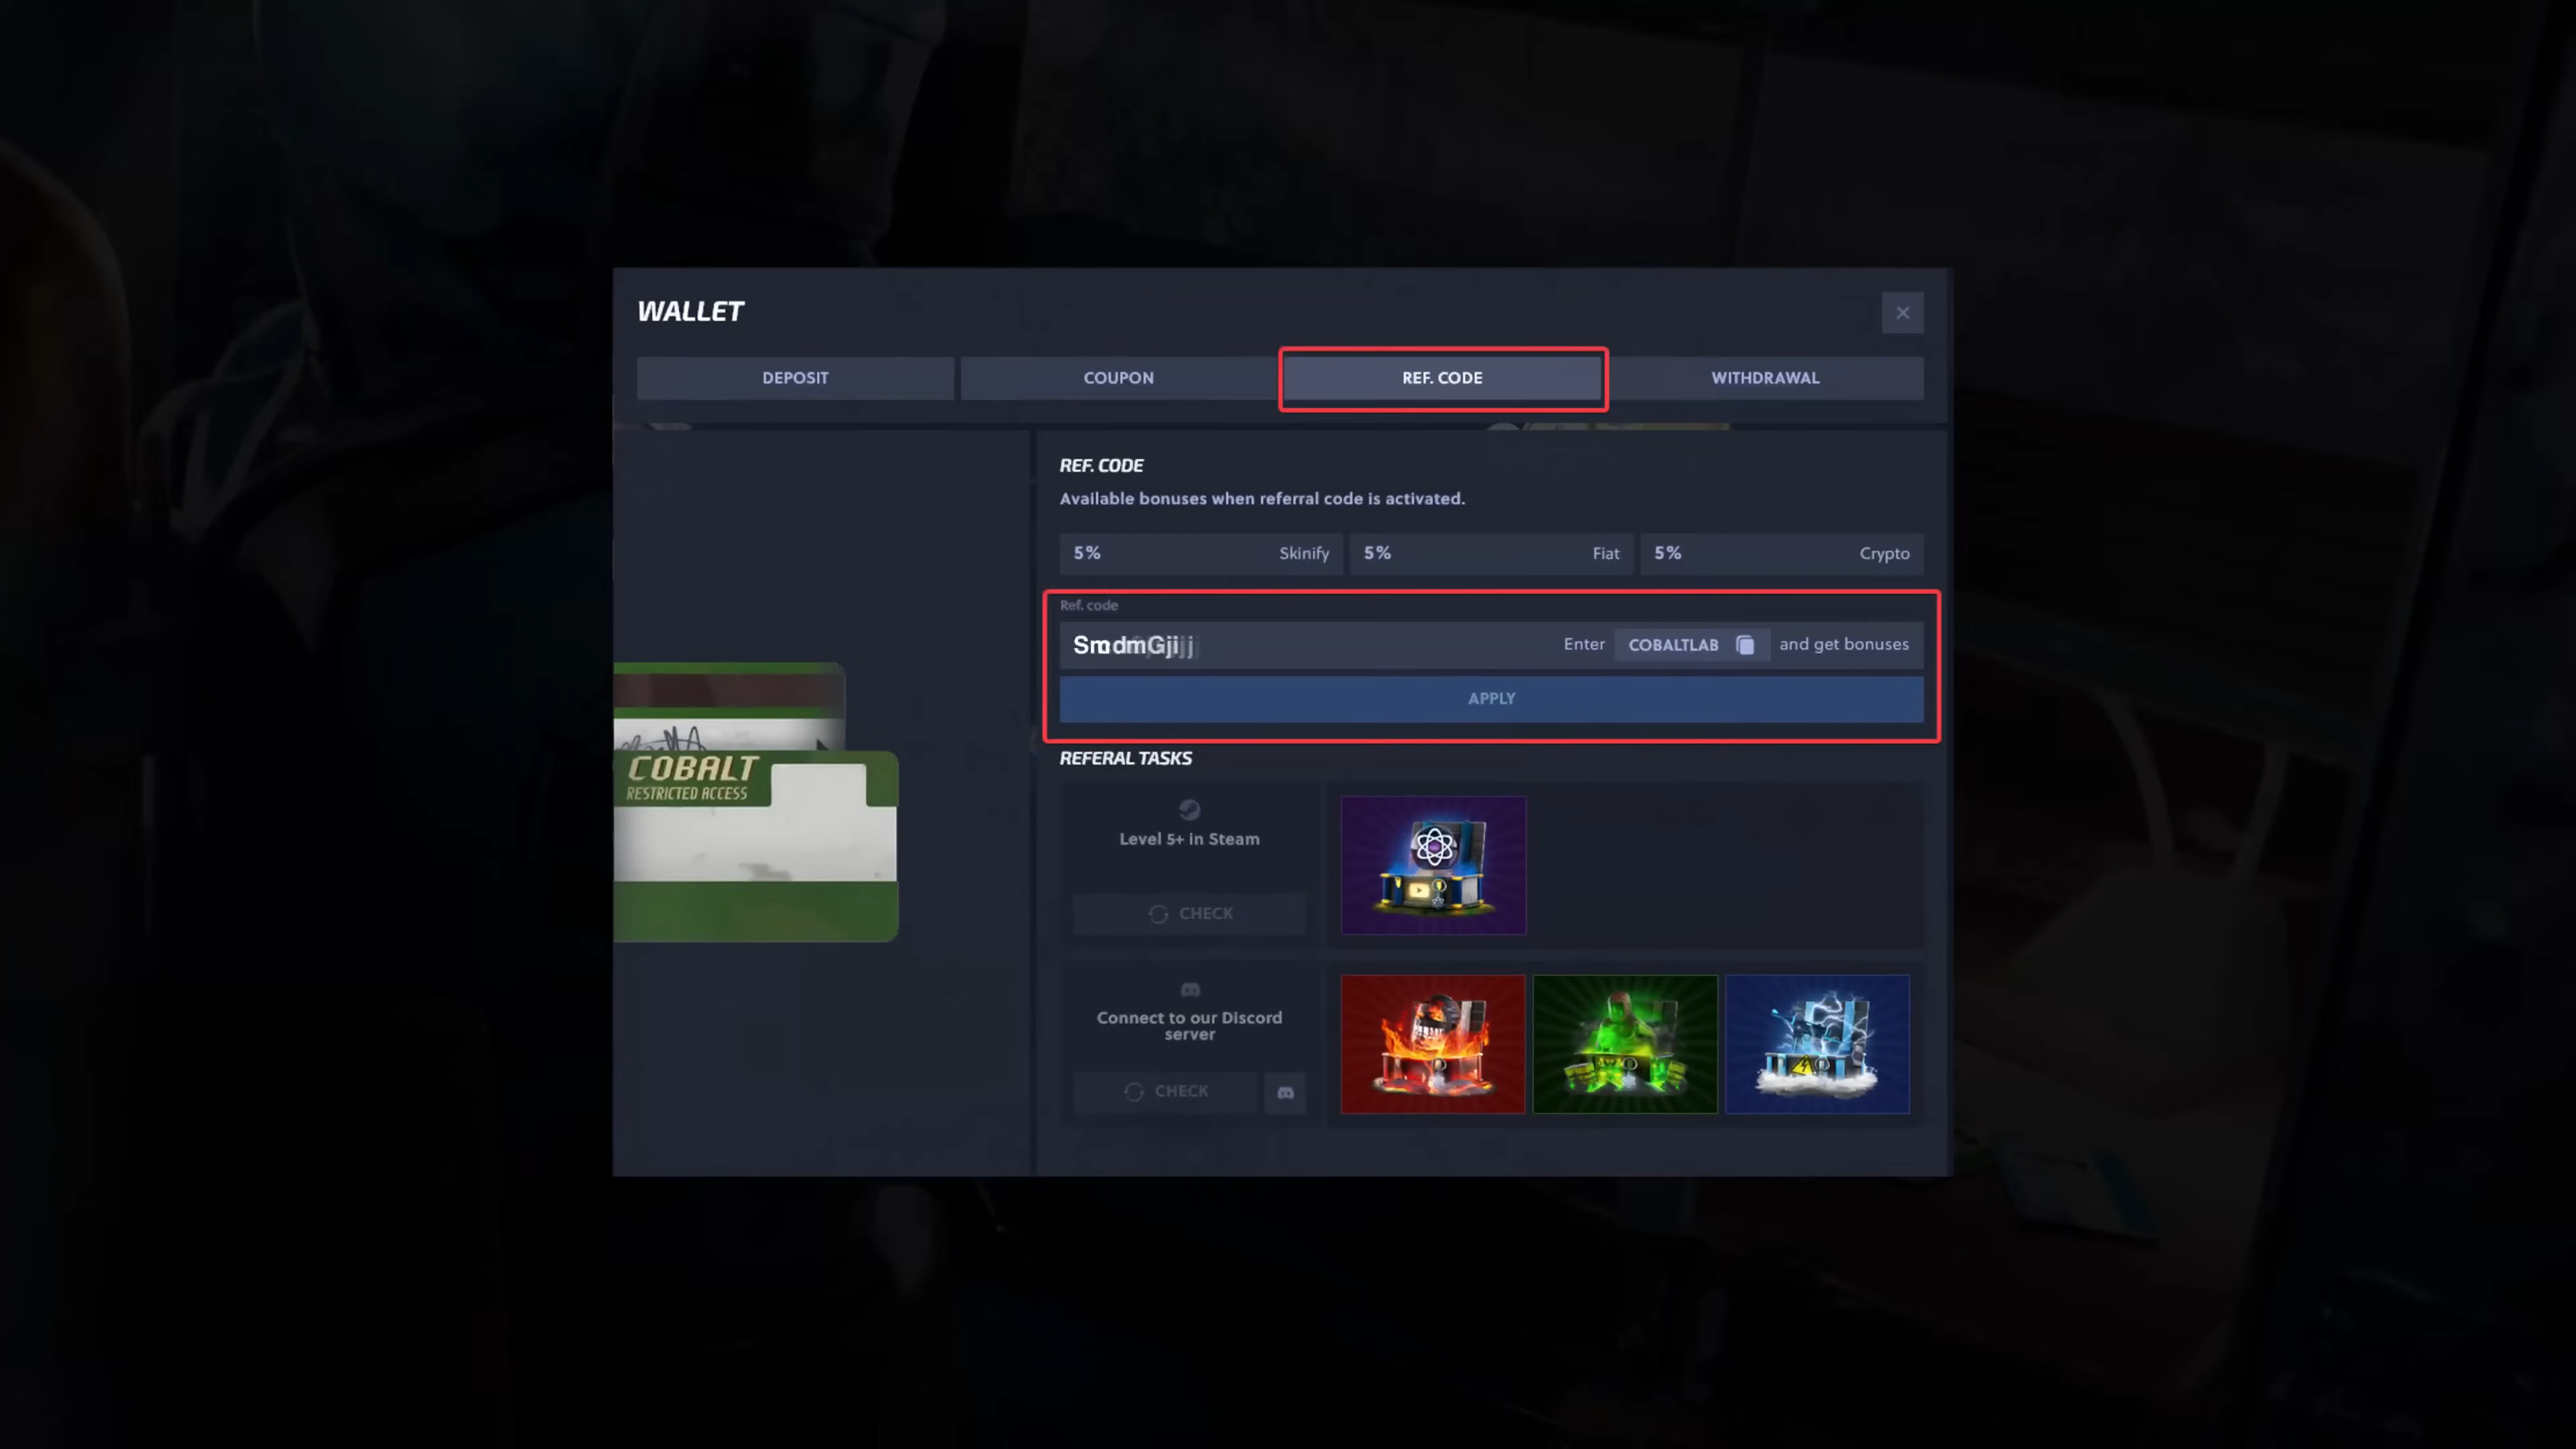 WALLET
DEPOSIT
COUPON
REF. CODE
WITHDRAWAL
REF. CODE
Available bonuses when referral code is activated.
5% Skinify
5% Fiat
5% Crypto
Ref. code
Enter COBALTLAB and get bonuses
APPLY
REFERAL TASKS
Level 5+ in Steam
CHECK
Connect to our Discord
server
CHECK
COBALT
RESTRICTED ACCESS